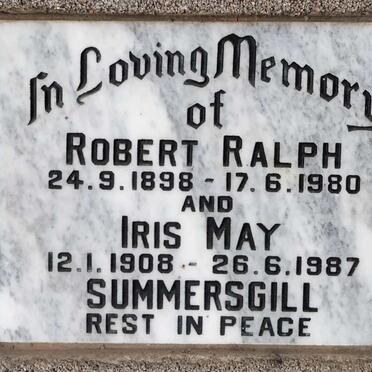 In Loving Memory
of
ROBERT RALPH
24.9.1898 - 17.6.1980
AND
IRIS MAY
12.1.1908 - 26.6.1987
SUMMERSGILL
REST IN PEACE